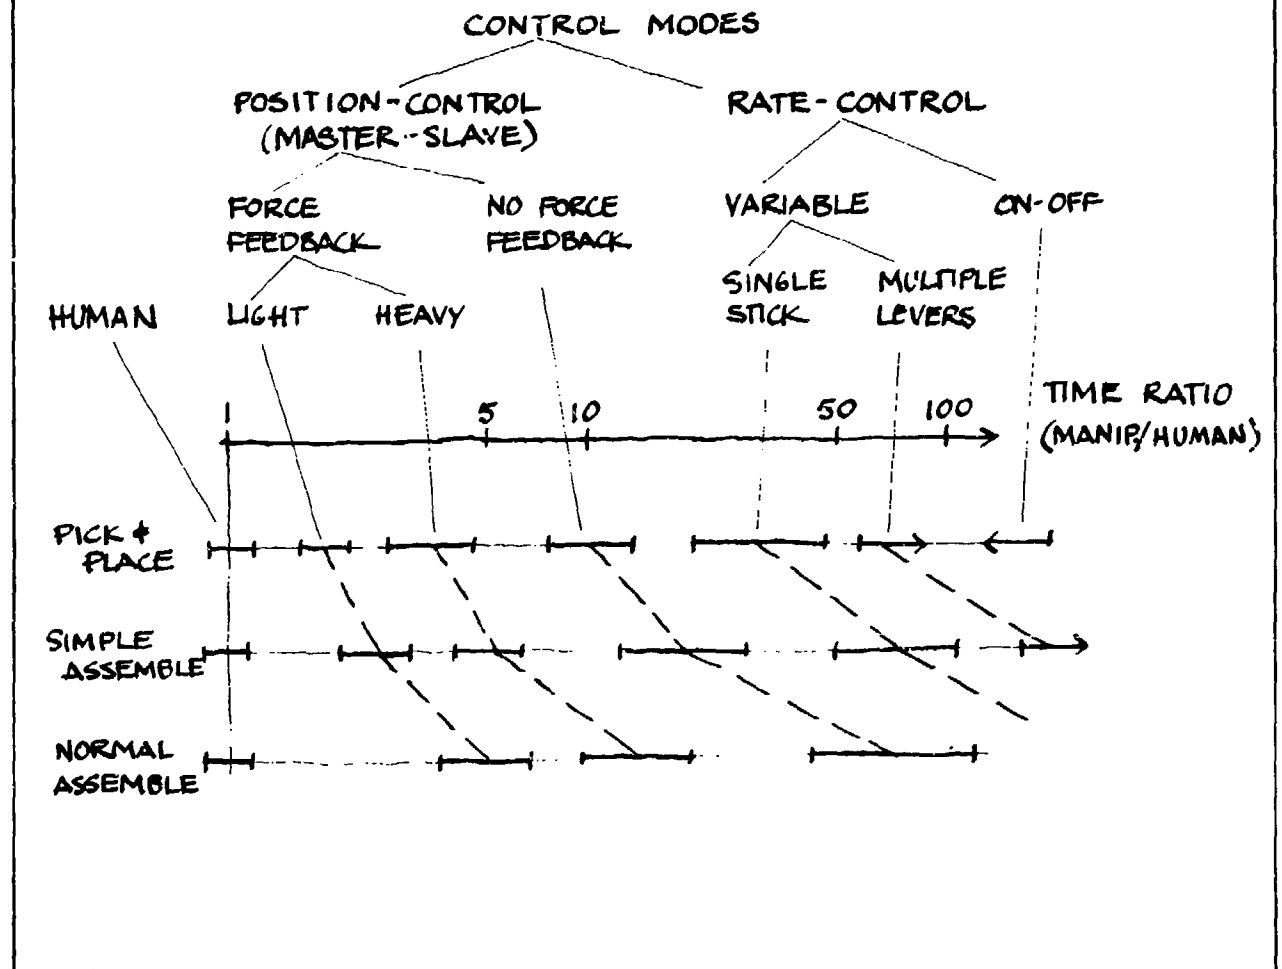 CONTROL MODES
POSITION-CONTROL
(MASTER-SLAVE)
RATE-CONTROL
FORCE
FEEDBACK
NO FORCE
FEEDBACK
VARIABLE
ON-OFF
SINGLE
STICK
MULTIPLE
LEVERS
HUMAN
LIGHT
HEAVY
1 5 10 50 100
TIME RATIO
(MANIP/HUMAN)
PICK &
PLACE
SIMPLE
ASSEMBLE
NORMAL
ASSEMBLE